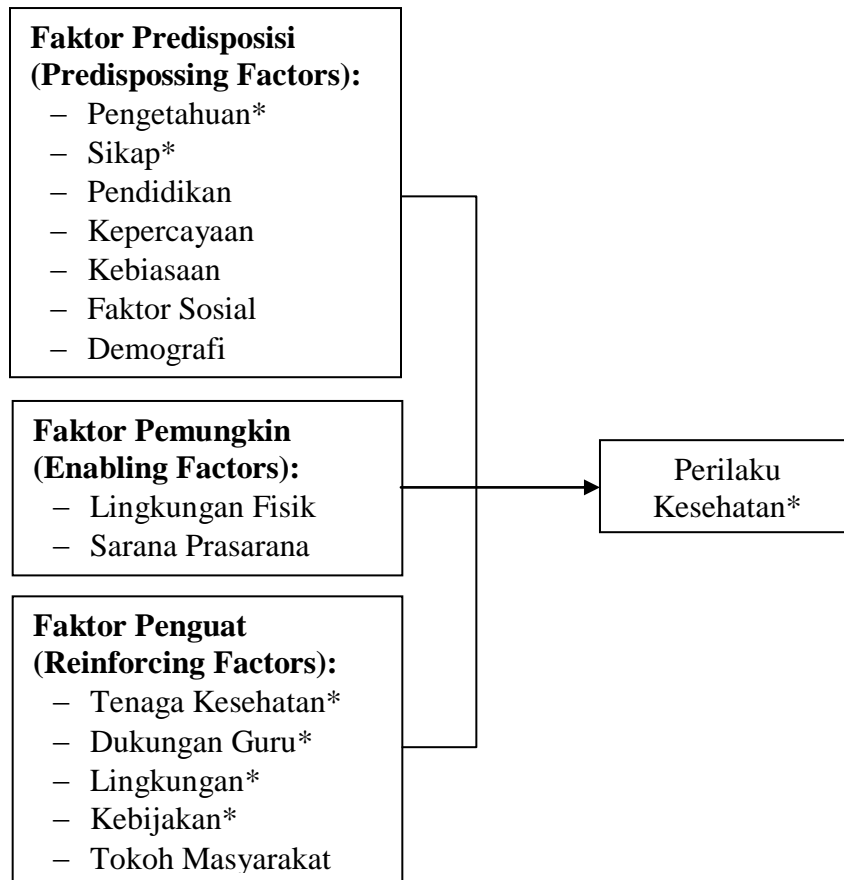 Faktor Predisposisi
(Predispossing Factors):
− Pengetahuan*
− Sikap*
− Pendidikan
− Kepercayaan
− Kebiasaan
− Faktor Sosial
− Demografi
Faktor Pemungkin
(Enabling Factors):
− Lingkungan Fisik
− Sarana Prasarana
Faktor Penguat
(Reinforcing Factors):
− Tenaga Kesehatan*
− Dukungan Guru*
− Lingkungan*
− Kebijakan*
− Tokoh Masyarakat
Perilaku
Kesehatan*